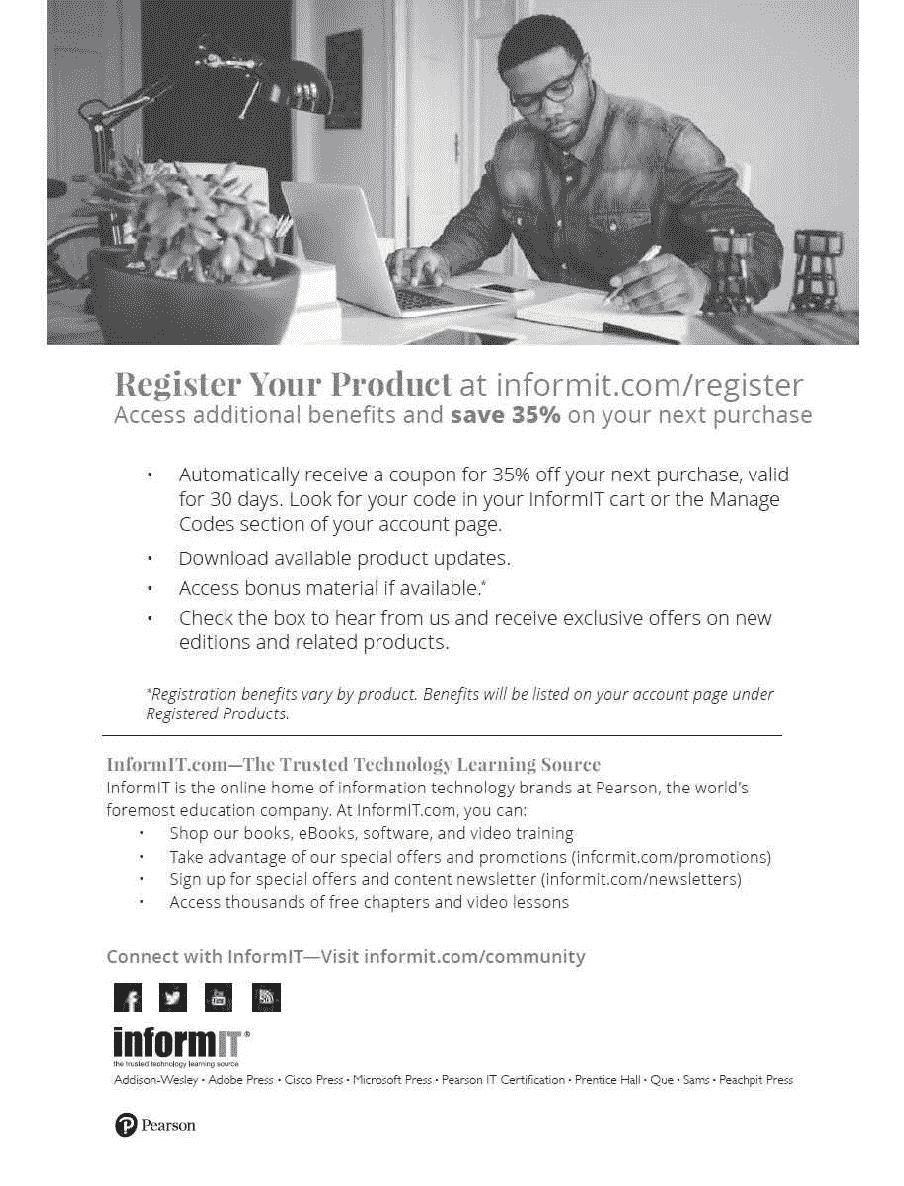 Register Your Product at informit.com/register
Access additional benefits and save 35% on your next purchase
• Automatically receive a coupon for 35% off your next purchase, valid
for 30 days. Look for your code in your InformIT cart or the Manage
Codes section of your account page.
• Download available product updates.
• Access bonus material if available.*
• Check the box to hear from us and receive exclusive offers on new
editions and related products.
*Registration benefits vary by product. Benefits will be listed on your account page under
Registered Products.
InformIT.com—The Trusted Technology Learning Source
InformIT is the online home of information technology brands at Pearson, the world's
foremost education company. At InformIT.com, you can:
• Shop our books, eBooks, software, and video training
• Take advantage of our special offers and promotions (informit.com/promotions)
• Sign up for special offers and content newsletter (informit.com/newsletters)
• Access thousands of free chapters and video lessons
Connect with InformIT—Visit informit.com/community
informIT®
the trusted technology learning source
Addison-Wesley • Adobe Press • Cisco Press • Microsoft Press • Pearson IT Certification • Prentice Hall • Que • Sams • Peachpit Press
P Pearson